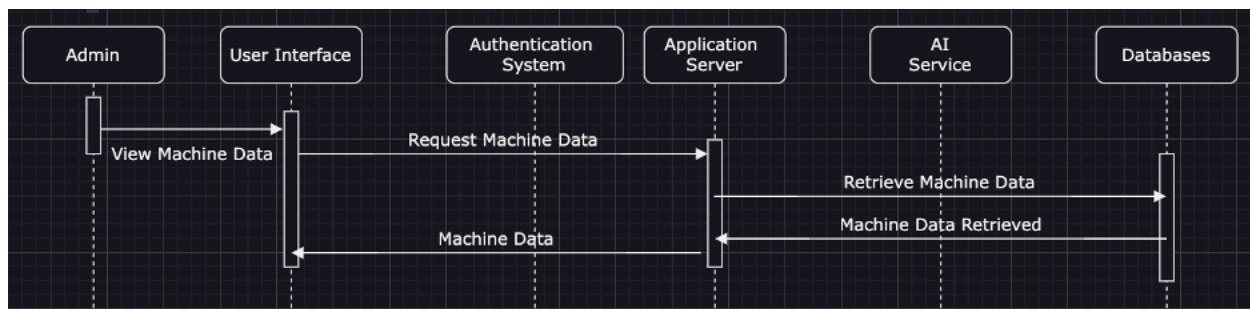 Admin
User Interface
Authentication
System
Application
Server
AI
Service
Databases
View Machine Data
Request Machine Data
Retrieve Machine Data
Machine Data Retrieved
Machine Data